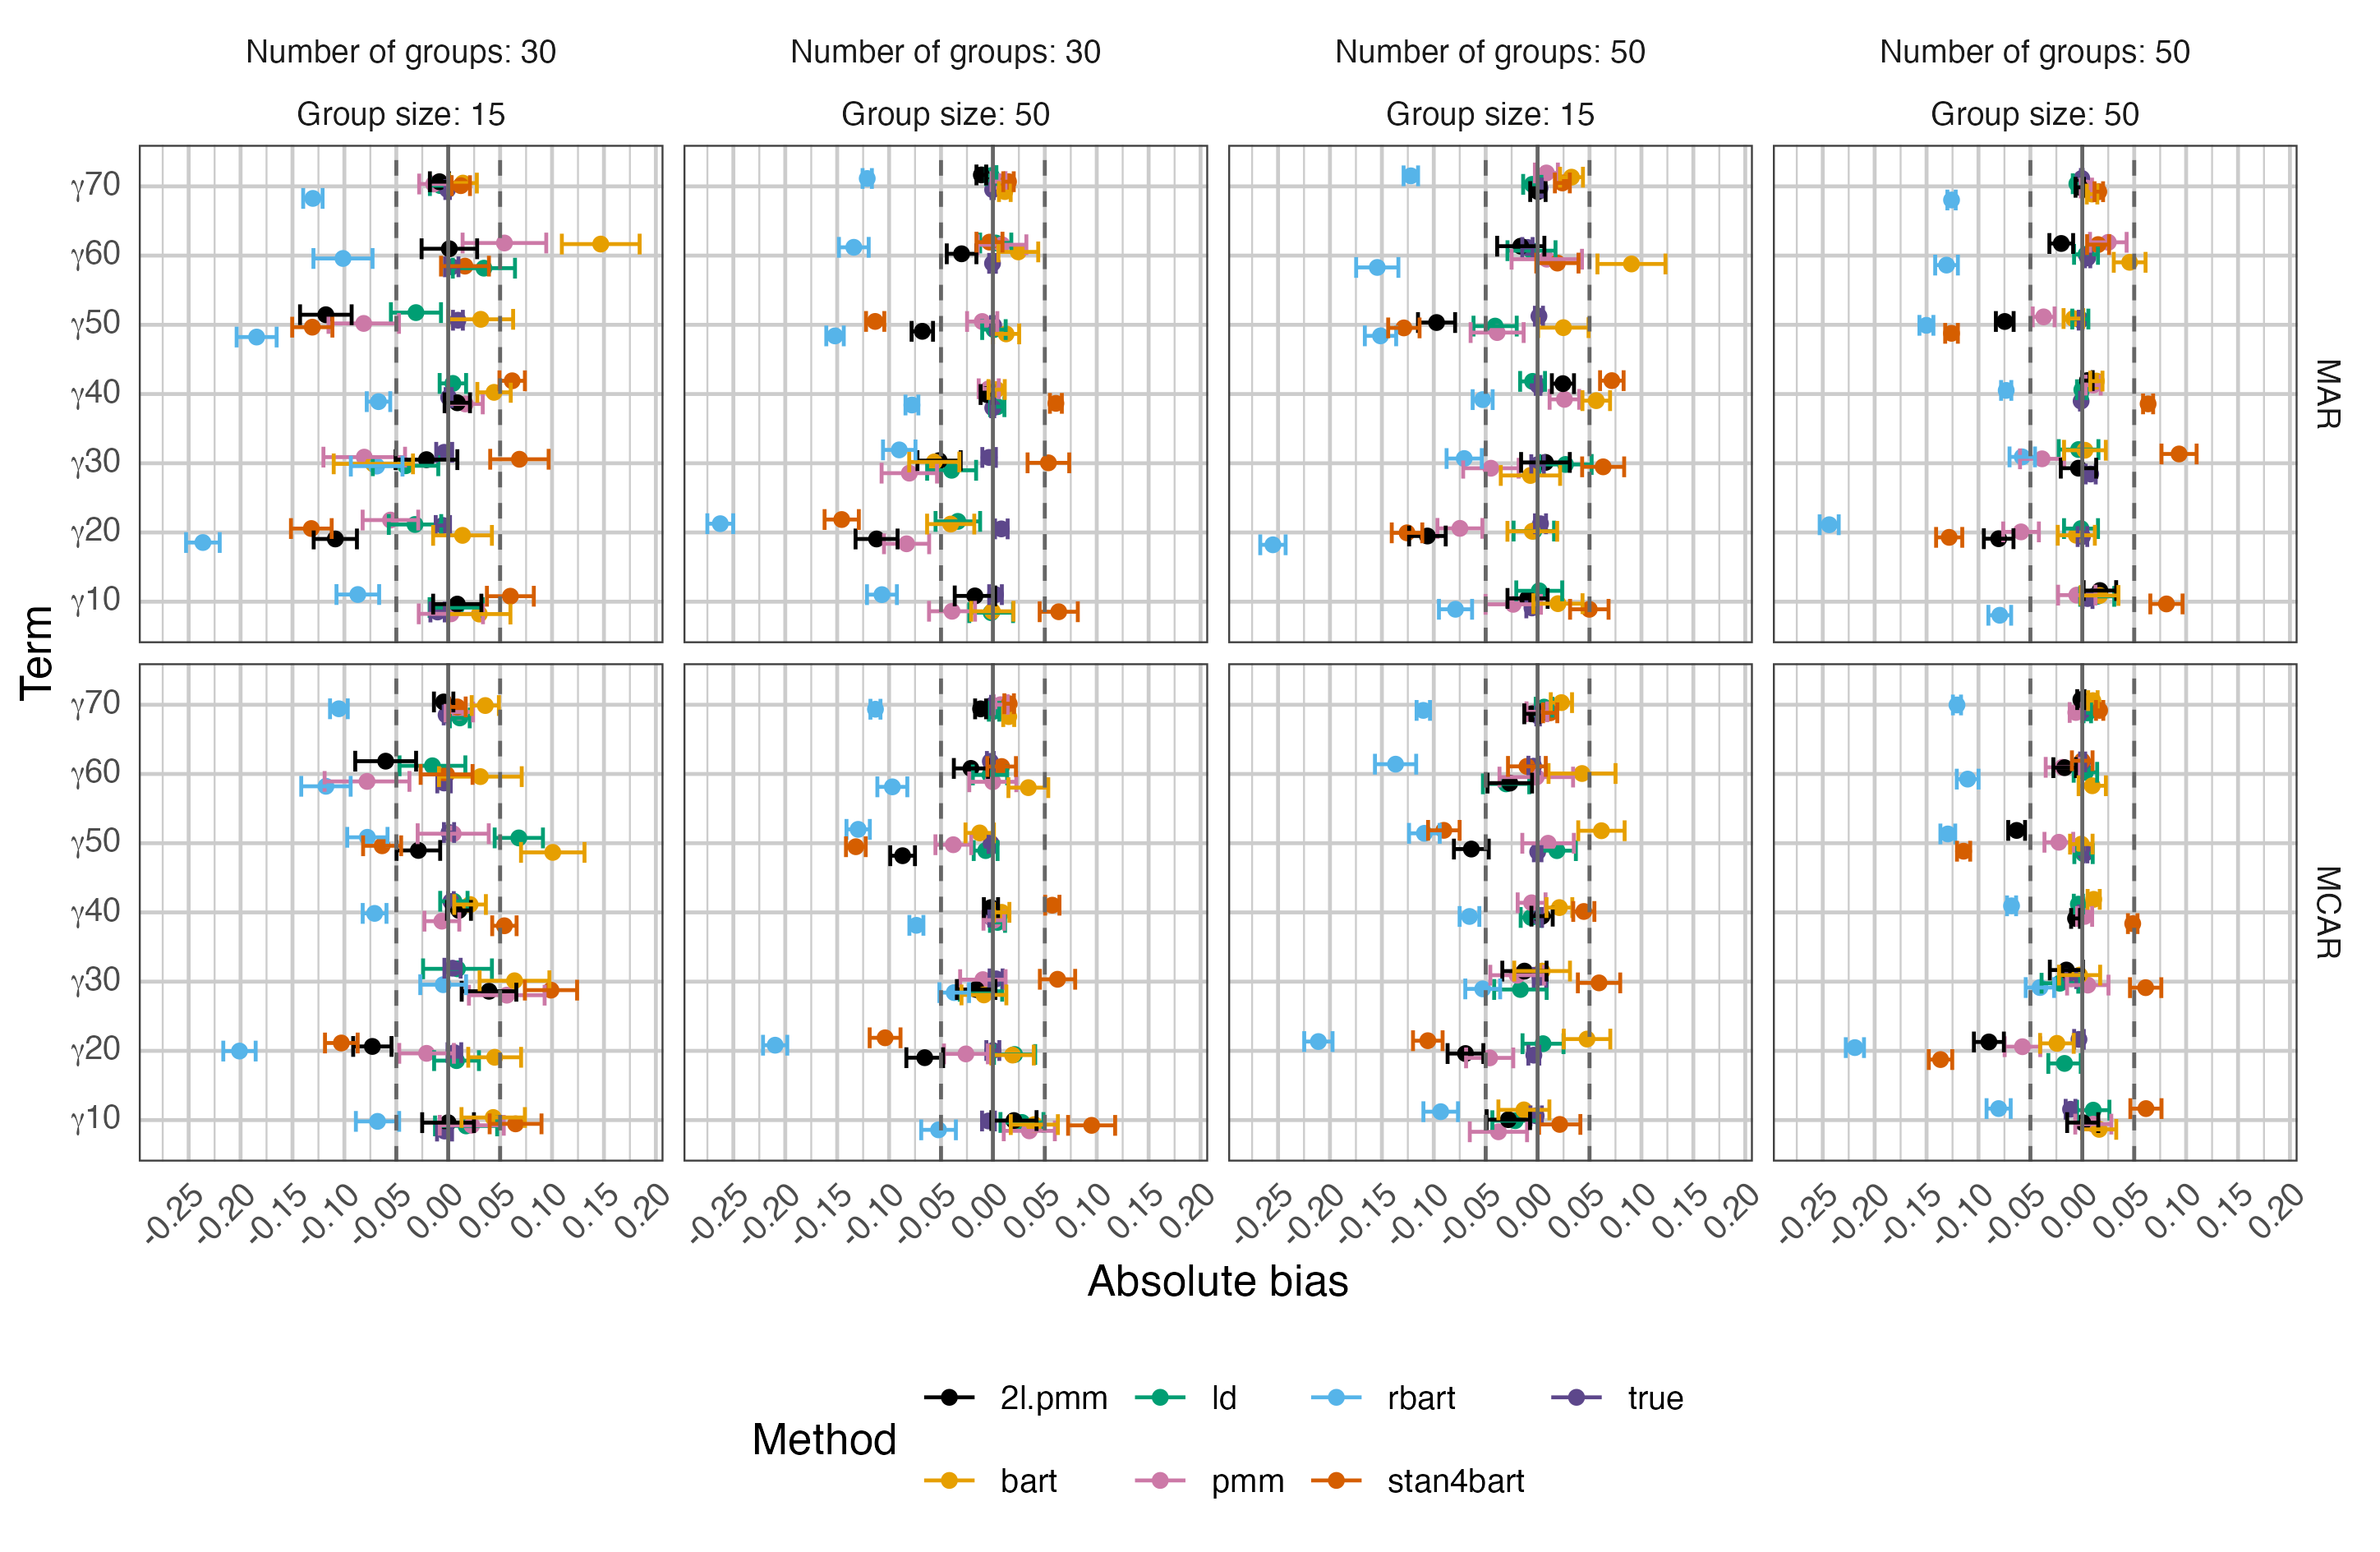 Number of groups: 30 Number of groups: 30 Number of groups: 50 Number of groups: 50
Group size: 15 Group size: 50 Group size: 15 Group size: 50
γ70
γ60
γ50
γ40
γ30
γ20
γ10
MAR
Term
γ70
γ60
γ50
γ40
γ30
γ20
γ10
MCAR
-0.25 -0.20 -0.15 -0.10 -0.05 0.00 0.05 0.10 0.15 0.20 -0.25 -0.20 -0.15 -0.10 -0.05 0.00 0.05 0.10 0.15 0.20 -0.25 -0.20 -0.15 -0.10 -0.05 0.00 0.05 0.10 0.15 0.20 -0.25 -0.20 -0.15 -0.10 -0.05 0.00 0.05 0.10 0.15 0.20
Absolute bias
Method
2l.pmm ld rbart true
bart pmm stan4bart